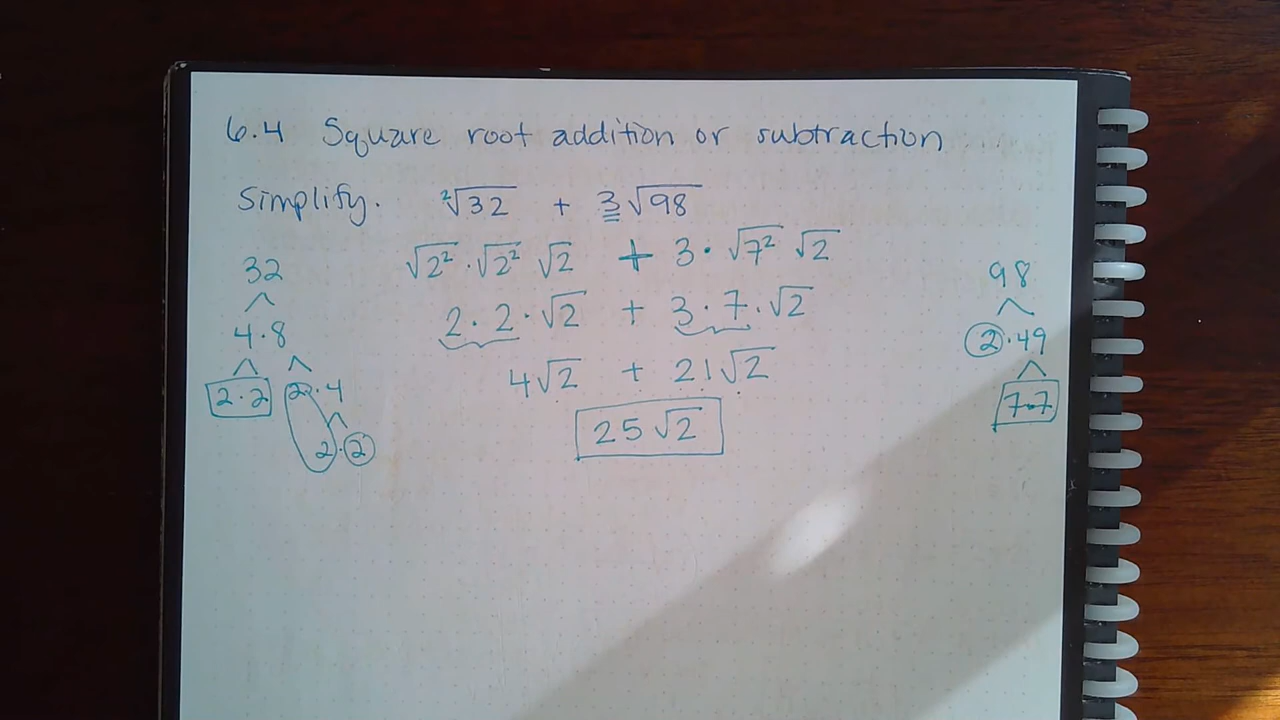 6.4 Square root addition or subtraction
Simplify. ²√32 + 3√98
√2² · √2² √2 + 3 · √7² √2
2 · 2 · √2 + 3 · 7 · √2
4√2 + 21√2
25√2
32
4·8
2·2 2·4
2·2
98
2·49
7·7